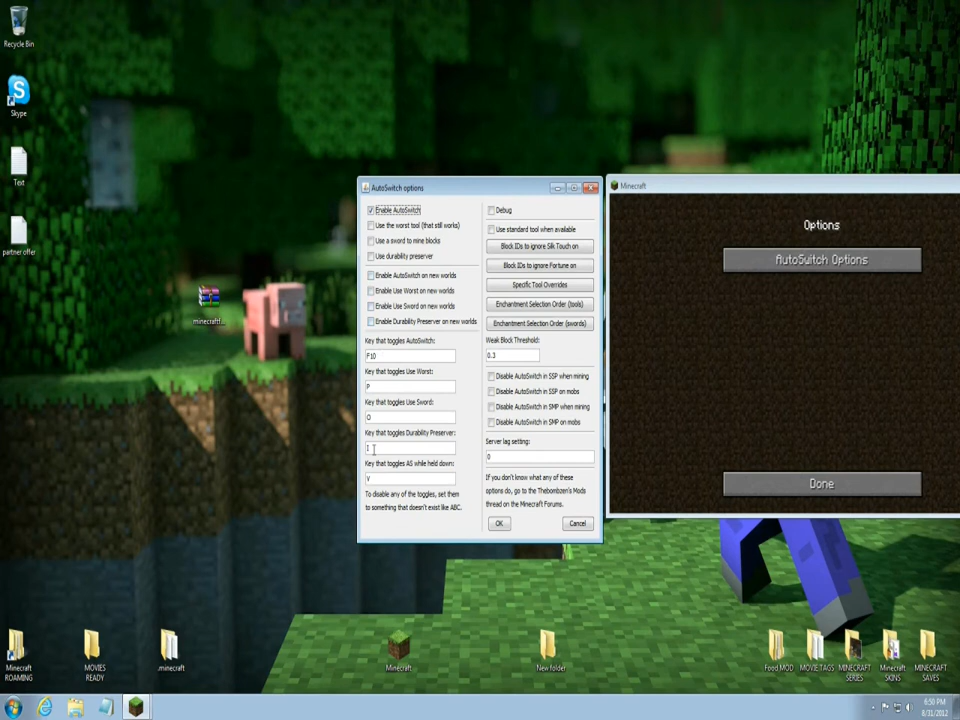 Recycle Bin
Skype
Text
partner offer
minecraftf...
AutoSwitch options
Enable AutoSwitch
Use the worst tool (that still works)
Use a sword to mine blocks
Use durability preserver
Enable AutoSwitch on new worlds
Enable Use Worst on new worlds
Enable Use Sword on new worlds
Enable Durability Preserver on new worlds
Key that toggles AutoSwitch:
F10
Key that toggles Use Worst:
P
Key that toggles Use Sword:
O
Key that toggles Durability Preserver:
I
Key that toggles AS while held down:
V
To disable any of the toggles, set them
to something that doesn't exist like ABC.
Debug
Use standard tool when available
Block IDs to ignore Silk Touch on
Block IDs to ignore Fortune on
Specific Tool Overrides
Enchantment Selection Order (tools)
Enchantment Selection Order (swords)
Weak Block Threshold:
0.3
Disable AutoSwitch in SSP when mining
Disable AutoSwitch in SSP on mobs
Disable AutoSwitch in SMP when mining
Disable AutoSwitch in SMP on mobs
Server lag setting:
0
If you don't know what any of these
options do, go to the Thebombzen's Mods
thread on the Minecraft Forums.
OK
Cancel
Minecraft
Options
AutoSwitch Options
Done
Minecraft
ROAMING
MOVIES
READY
.minecraft
Minecraft
New folder
Food MOD
MOVIE TAGS
MINECRAFT
SERIES
Minecraft
SKINS
MINECRAFT
SAVES
6:58 PM
8/31/2012